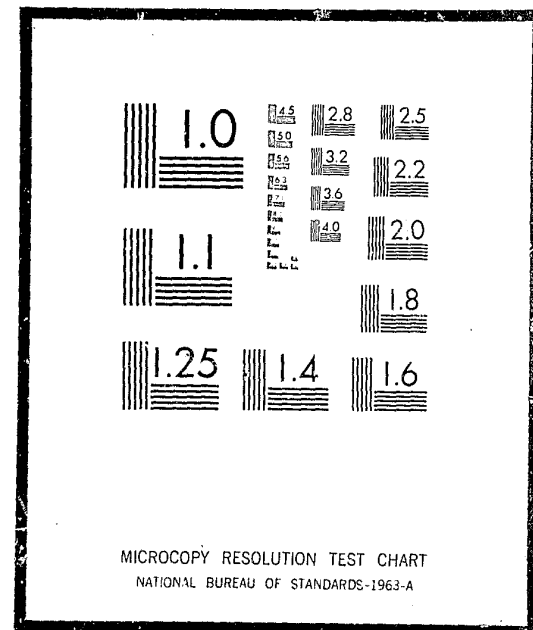 1.0
4.5 2.8 2.5
5.0
5.6 3.2 2.2
6.3
3.6
4.0 2.0
1.1
1.8
1.25 1.4 1.6
MICROCOPY RESOLUTION TEST CHART
NATIONAL BUREAU OF STANDARDS-1963-A